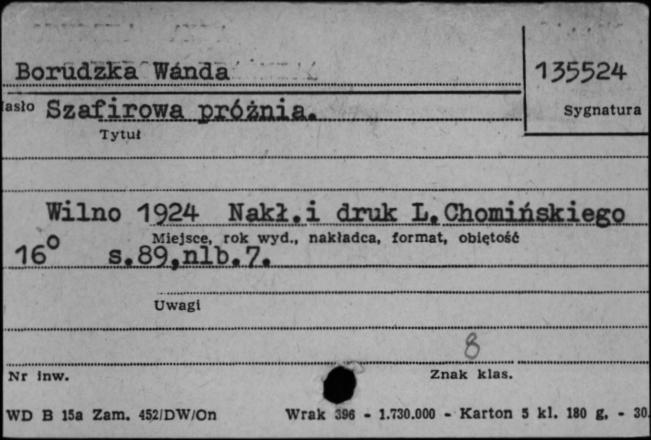 Borudzka Wanda
135524
asło Szafirowa próżnia.
Sygnatura
Tytuł
Wilno 1924 Nakł.i druk L.Chomińskiego
Miejsce, rok wyd., nakładca, format, objętość
16° s.89,nlb.7.
Uwagi
8
Nr inw.
Znak klas.
WD B 15a Zam. 452/DW/On Wrak 396 - 1.730.000 - Karton 5 kl. 180 g. - 30.